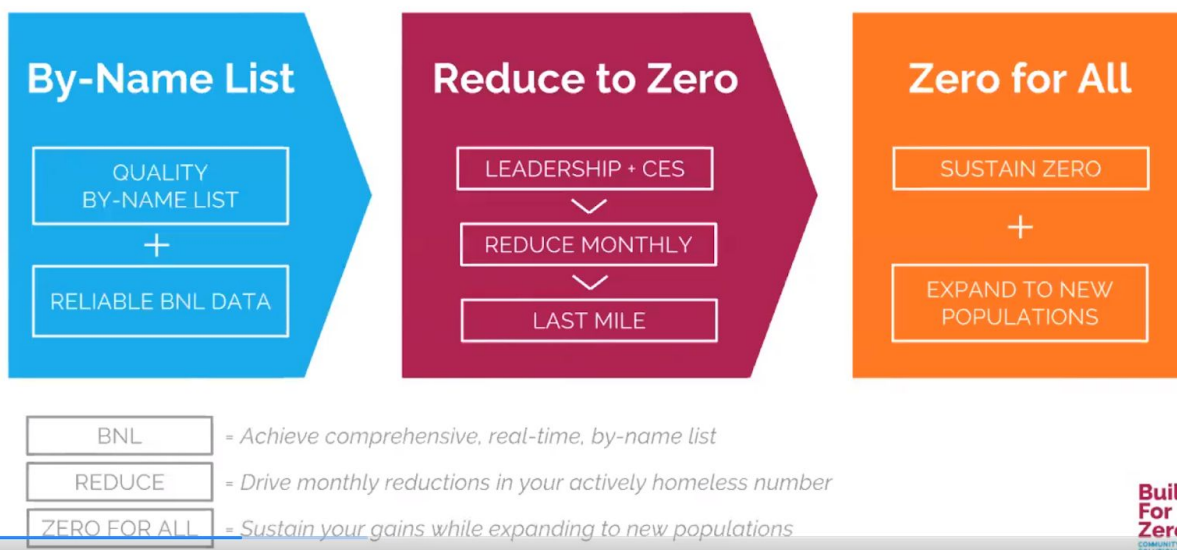 By-Name List
QUALITY
BY-NAME LIST
+
RELIABLE BNL DATA
Reduce to Zero
LEADERSHIP + CES
REDUCE MONTHLY
LAST MILE
Zero for All
SUSTAIN ZERO
+
EXPAND TO NEW
POPULATIONS
BNL = Achieve comprehensive, real-time, by-name list
REDUCE = Drive monthly reductions in your actively homeless number
ZERO FOR ALL = Sustain your gains while expanding to new populations
For